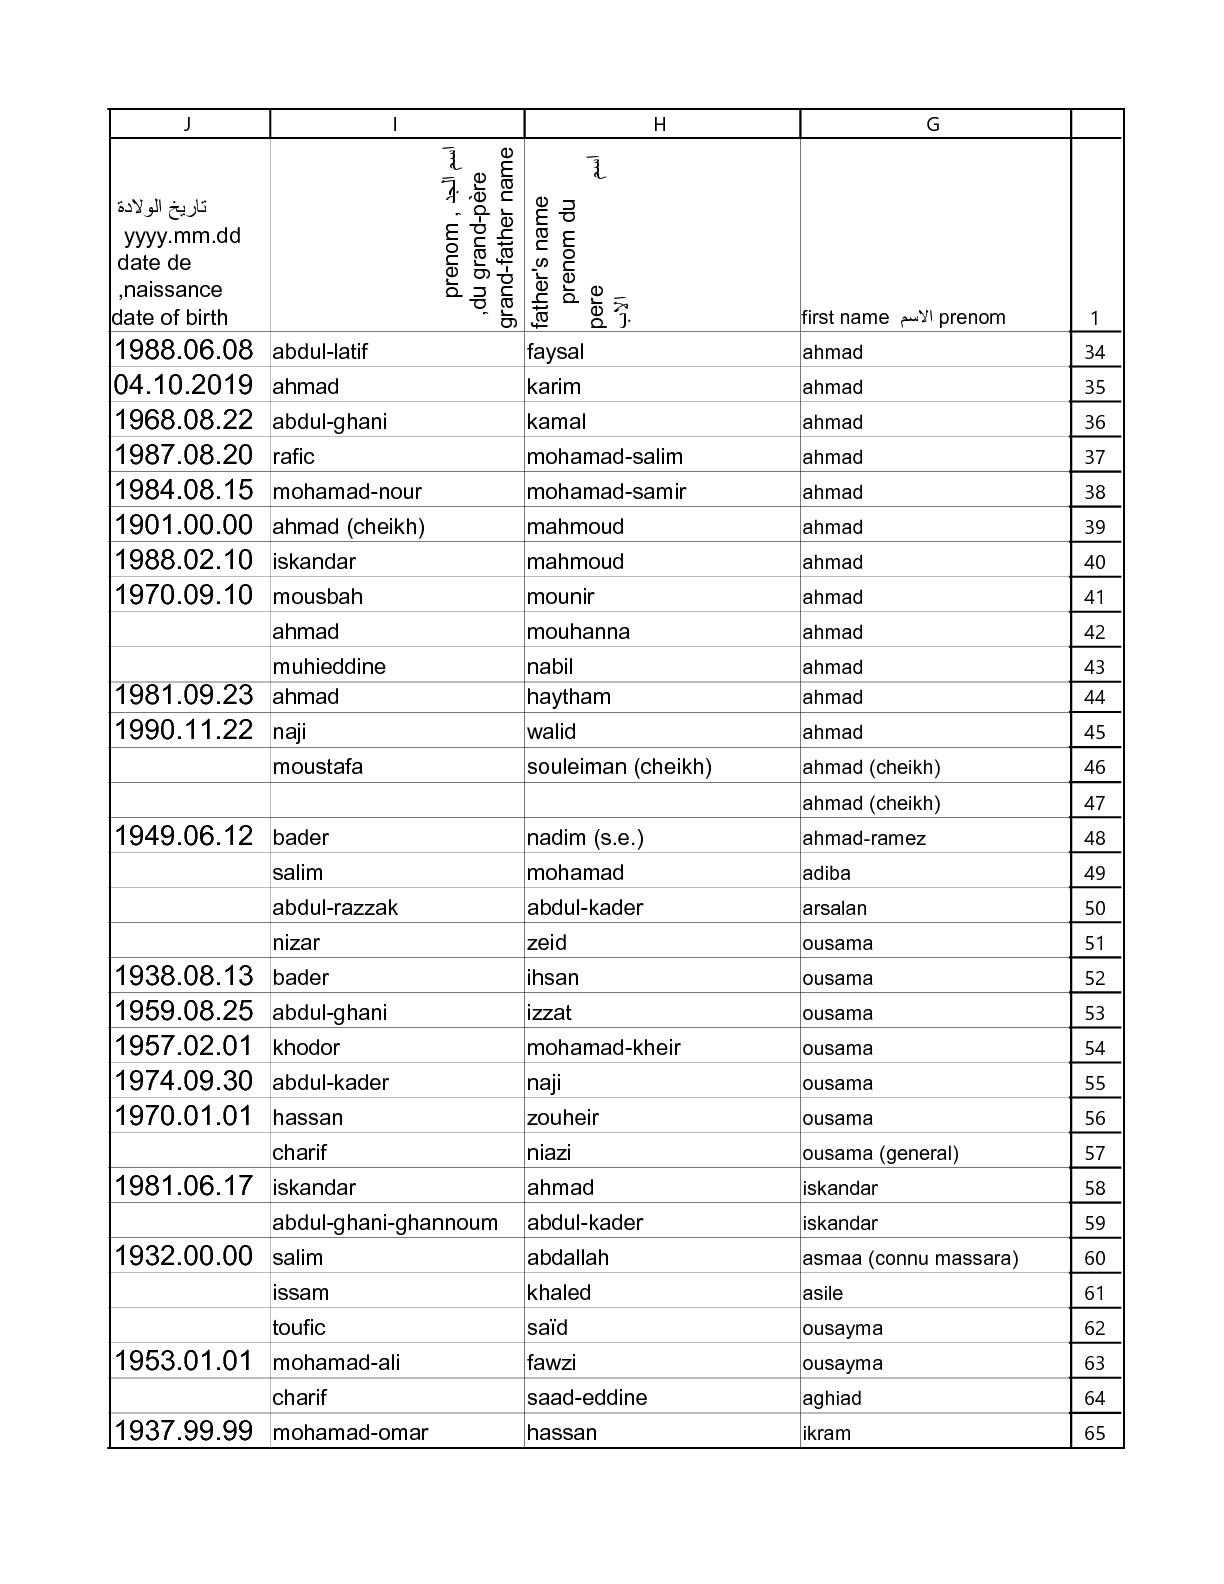 J I H G
تاريخ الولادة
yyyy.mm.dd
date de
,naissance
date of birth
prenom , اسم الجد
,du grand-père
grand-father name
father's name
prenom du
pere اسم
الاب
first name الاسم prenom 1
1988.06.08 abdul-latif faysal ahmad 34
04.10.2019 ahmad karim ahmad 35
1968.08.22 abdul-ghani kamal ahmad 36
1987.08.20 rafic mohamad-salim ahmad 37
1984.08.15 mohamad-nour mohamad-samir ahmad 38
1901.00.00 ahmad (cheikh) mahmoud ahmad 39
1988.02.10 iskandar mahmoud ahmad 40
1970.09.10 mousbah mounir ahmad 41
ahmad mouhanna ahmad 42
muhieddine nabil ahmad 43
1981.09.23 ahmad haytham ahmad 44
1990.11.22 naji walid ahmad 45
moustafa souleiman (cheikh) ahmad (cheikh) 46
ahmad (cheikh) 47
1949.06.12 bader nadim (s.e.) ahmad-ramez 48
salim mohamad adiba 49
abdul-razzak abdul-kader arsalan 50
nizar zeid ousama 51
1938.08.13 bader ihsan ousama 52
1959.08.25 abdul-ghani izzat ousama 53
1957.02.01 khodor mohamad-kheir ousama 54
1974.09.30 abdul-kader naji ousama 55
1970.01.01 hassan zouheir ousama 56
charif niazi ousama (general) 57
1981.06.17 iskandar ahmad iskandar 58
abdul-ghani-ghannoum abdul-kader iskandar 59
1932.00.00 salim abdallah asmaa (connu massara) 60
issam khaled asile 61
toufic saïd ousayma 62
1953.01.01 mohamad-ali fawzi ousayma 63
charif saad-eddine aghiad 64
1937.99.99 mohamad-omar hassan ikram 65